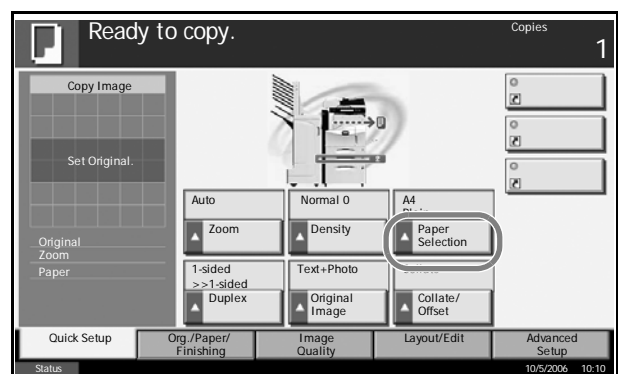 Ready to copy.
Copies
1
Copy Image
Set Original.
Original
Zoom
Paper
Auto
Normal 0
A4
Plain
Zoom
Density
Paper
Selection
1-sided
>>1-sided
Text+Photo
Duplex
Original
Image
Collate/
Offset
Quick Setup
Org./Paper/
Finishing
Image
Quality
Layout/Edit
Advanced
Setup
Status
10/5/2006 10:10